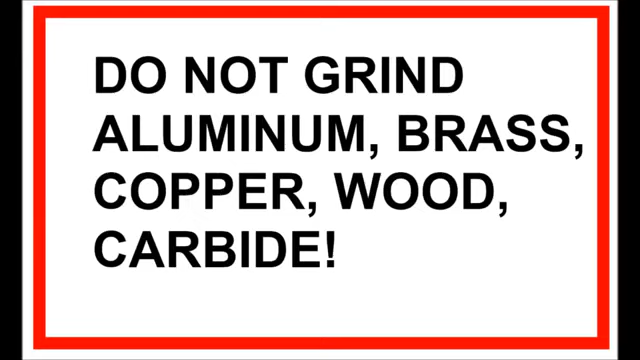 DO NOT GRIND
ALUMINUM, BRASS,
COPPER, WOOD,
CARBIDE!